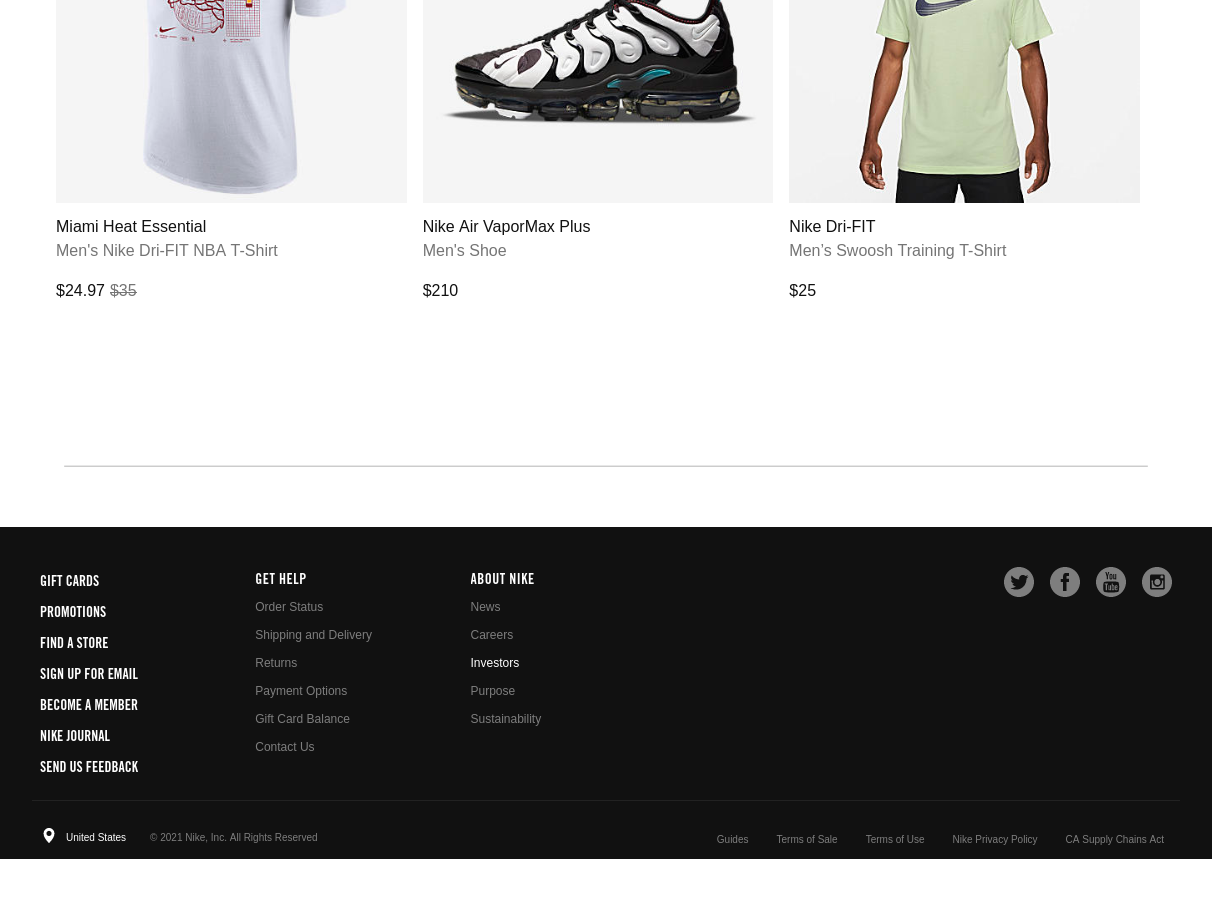 Miami Heat Essential
Men's Nike Dri-FIT NBA T-Shirt
$24.97 $35
Nike Air VaporMax Plus
Men's Shoe
$210
Nike Dri-FIT
Men's Swoosh Training T-Shirt
$25
GIFT CARDS
PROMOTIONS
FIND A STORE
SIGN UP FOR EMAIL
BECOME A MEMBER
NIKE JOURNAL
SEND US FEEDBACK
GET HELP
Order Status
Shipping and Delivery
Returns
Payment Options
Gift Card Balance
Contact Us
ABOUT NIKE
News
Careers
Investors
Purpose
Sustainability
You
Tube
United States
© 2021 Nike, Inc. All Rights Reserved
Guides
Terms of Sale
Terms of Use
Nike Privacy Policy
CA Supply Chains Act